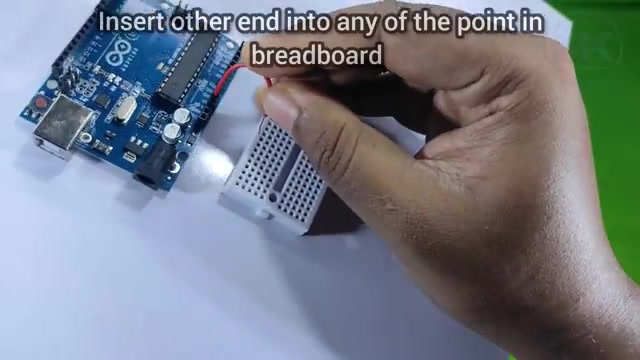 Insert other end into any of the point in
breadboard